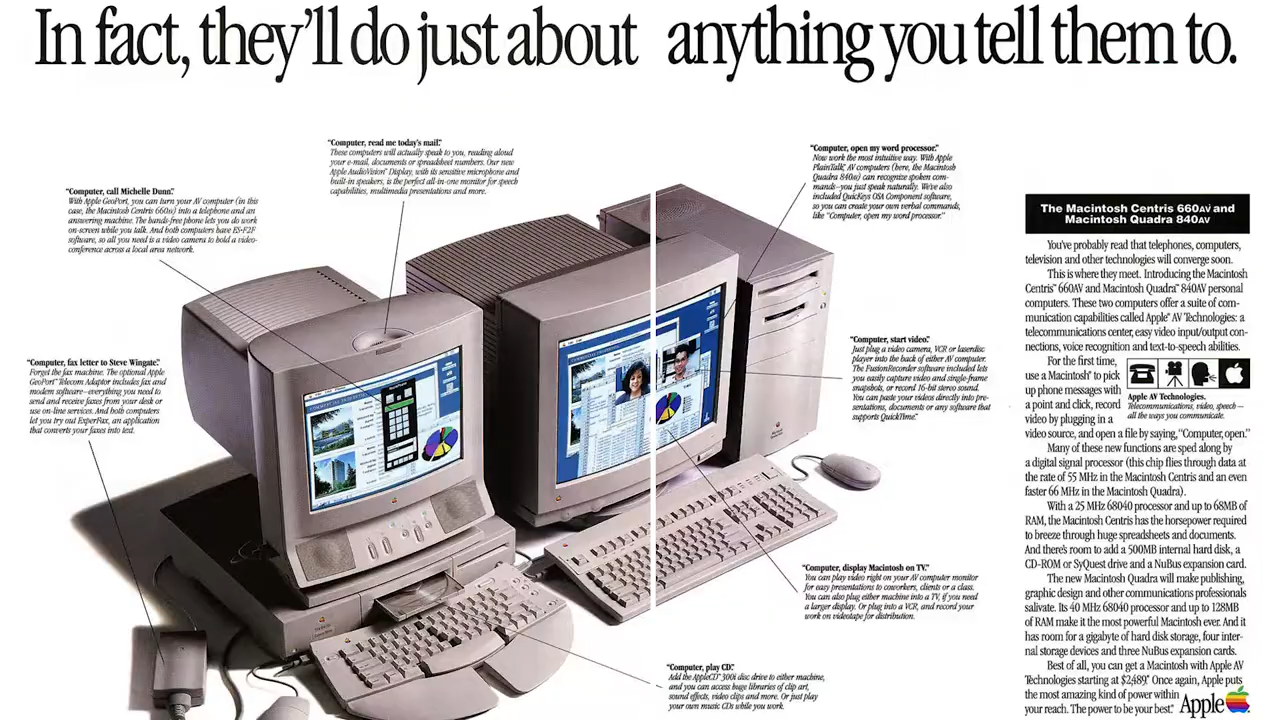 In fact, they'll do just about anything you tell them to.
"Computer, read me today's mail."
These computers will actually speak to you, reading aloud
your e-mail, documents or spreadsheet numbers. Our new
Apple AudioVision™ Display, with its sensitive microphone and
built-in speakers, is the perfect all-in-one monitor for speech
capabilities, multimedia presentations and more.
"Computer, call Michelle Dunn."
With Apple GeoPort, you can turn your AV computer (in this
case, the Macintosh Centris 660AV) into a telephone and an
answering machine. The hands-free phone lets you do work
on-screen while you talk. And both computers have ES•F2F
software, so all you need is a video camera to hold a video-
conference across a local area network.
"Computer, fax letter to Steve Wingate."
Forget the fax machine. The optional Apple
GeoPort™ Telecom Adaptor includes fax and
modem software–everything you need to
send and receive faxes from your desk or
use on-line services. And both computers
let you try out ExperFax, an application
that converts your faxes into text.
"Computer, open my word processor."
Now work the most intuitive way. With Apple
PlainTalk,™ AV computers (here, the Macintosh
Quadra 840AV) can recognize spoken com-
mands–you just speak naturally. We've also
included QuicKeys OSA Component software,
so you can create your own verbal commands,
like "Computer, open my word processor."
"Computer, start video."
Just plug a video camera, VCR or laserdisc
player into the back of either AV computer.
The FusionRecorder software included lets
you easily capture video and single-frame
snapshots, or record 16-bit stereo sound.
You can paste your videos directly into pre-
sentations, documents or any software that
supports QuickTime.™
"Computer, display Macintosh on TV."
You can play video right on your AV computer monitor
for easy presentations to coworkers, clients or a class.
You can also plug either machine into a TV, if you need
a larger display. Or plug into a VCR, and record your
work on videotape for distribution.
"Computer, play CD."
Add the AppleCD™ 300i disc drive to either machine,
and you can access huge libraries of clip art,
sound effects, video clips and more. Or just play
your own music CDs while you work.
The Macintosh Centris 660AV and
Macintosh Quadra 840AV
You've probably read that telephones, computers,
television and other technologies will converge soon.
This is where they meet. Introducing the Macintosh
Centris™ 660AV and Macintosh Quadra™ 840AV personal
computers. These two computers offer a suite of com-
munication capabilities called Apple™ AV Technologies: a
telecommunications center, easy video input/output con-
nections, voice recognition and text-to-speech abilities.
For the first time,
use a Macintosh® to pick
up phone messages with
a point and click, record
video by plugging in a
video source, and open a file by saying, "Computer, open."
Apple AV Technologies.
Telecommunications, video, speech–
all the ways you communicate.
Many of these new functions are sped along by
a digital signal processor (this chip flies through data at
the rate of 55 MHz in the Macintosh Centris and an even
faster 66 MHz in the Macintosh Quadra).
With a 25 MHz 68040 processor and up to 68MB of
RAM, the Macintosh Centris has the horsepower required
to breeze through huge spreadsheets and documents.
And there's room to add a 500MB internal hard disk, a
CD-ROM or SyQuest drive and a NuBus expansion card.
The new Macintosh Quadra will make publishing,
graphic design and other communications professionals
salivate. Its 40 MHz 68040 processor and up to 128MB
of RAM make it the most powerful Macintosh ever. And it
has room for a gigabyte of hard disk storage, four inter-
nal storage devices and three NuBus expansion cards.
Best of all, you can get a Macintosh with Apple AV
Technologies starting at $2,489.* Once again, Apple puts
the most amazing kind of power within
your reach. The power to be your best.®
Apple